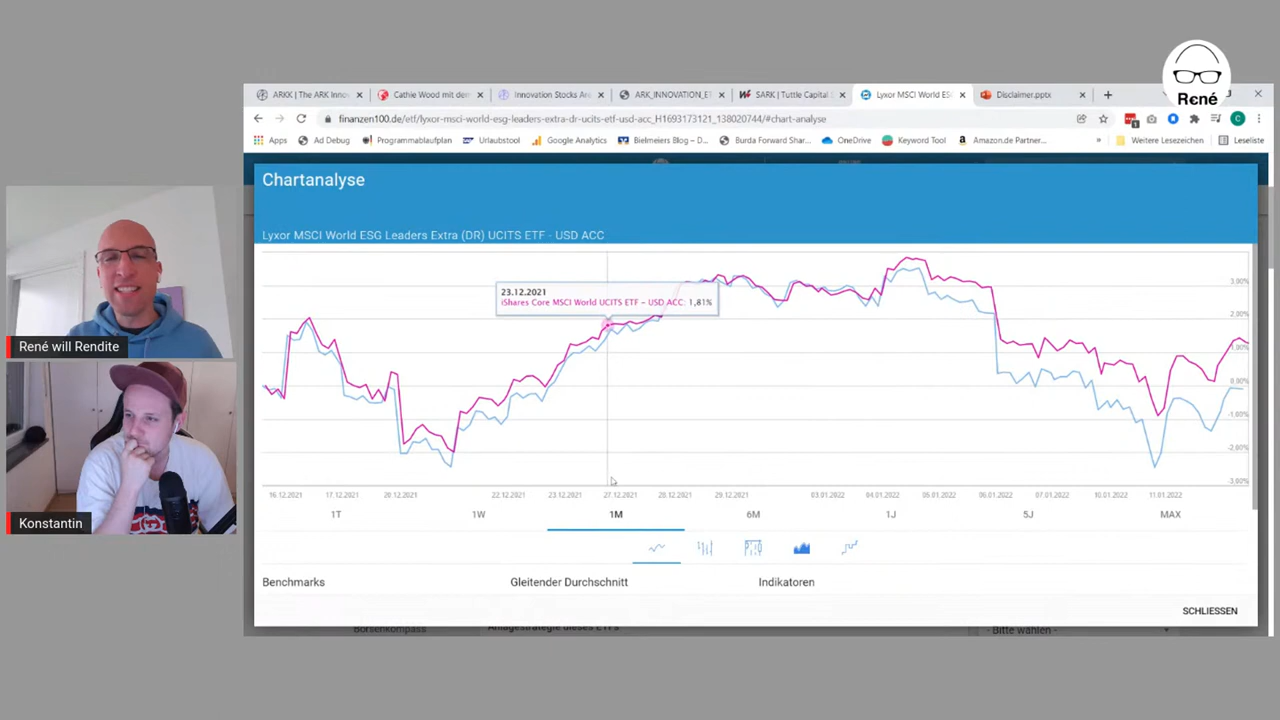 René
ARKK | The ARK Inno
Cathie Wood mit dem
Innovation Stocks Are
ARK_INNOVATION_E
SARK | Tuttle Capital
Lyxor MSCI World ES
Disclaimer.pptx
finanzen100.de/etf/lyxor-msci-world-esg-leaders-extra-dr-ucits-etf-usd-acc_H1693173121_138020744/#chart-analyse
Apps
Ad Debug
Programmablaufplan
Urlaubstool
Google Analytics
Bielmeiers Blog – D...
Burda Forward Shar...
OneDrive
Keyword Tool
Amazon.de Partner...
»
Weitere Lesezeichen
Leseliste
Chartanalyse
Lyxor MSCI World ESG Leaders Extra (DR) UCITS ETF - USD ACC
23.12.2021
iShares Core MSCI World UCITS ETF – USD ACC: 1,81%
3,00%
2,00%
1,00%
0,00%
-1,00%
-2,00%
-3,00%
16.12.2021 17.12.2021 20.12.2021 22.12.2021 23.12.2021 27.12.2021 28.12.2021 29.12.2021 03.01.2022 04.01.2022 05.01.2022 06.01.2022 07.01.2022 10.01.2022 11.01.2022
1T 1W 1M 6M 1J 5J MAX
Benchmarks Gleitender Durchschnitt Indikatoren
SCHLIESSEN
Börsenkompass
Anlagestrategie dieses ETFs
- Bitte wählen -
René will Rendite
Konstantin